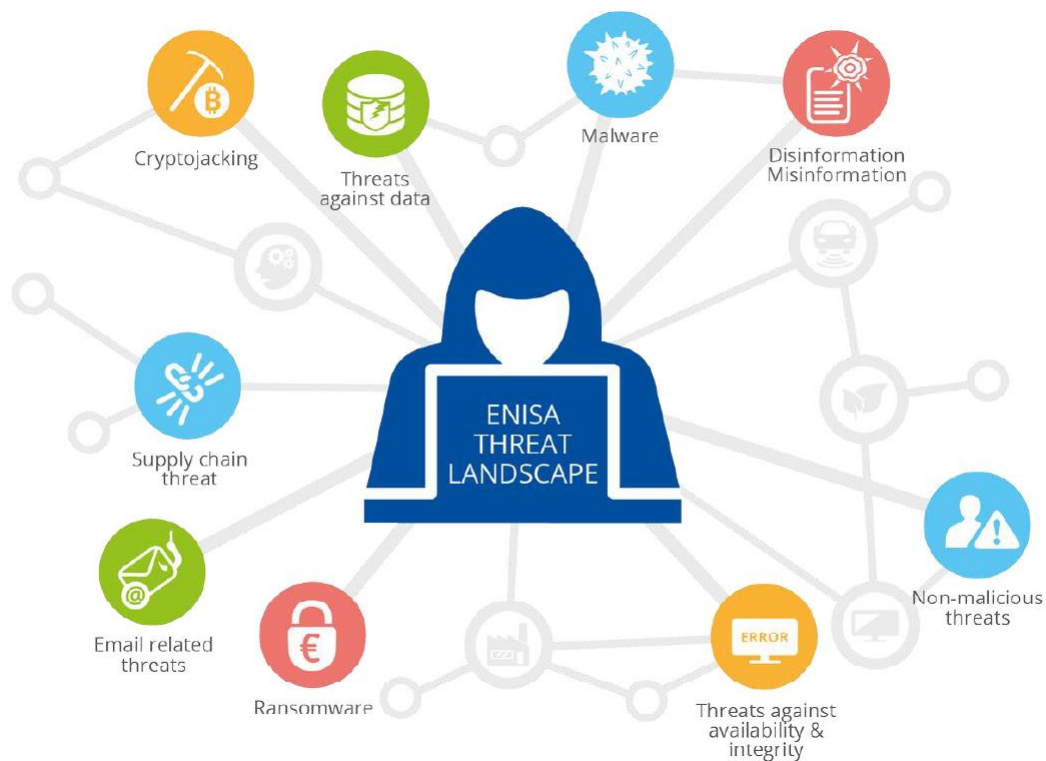 Cryptojacking
Threats
against data
Malware
Disinformation
Misinformation
ENISA
THREAT
LANDSCAPE
Supply chain
threat
@
Email related
threats
€
Ransomware
ERROR
Threats against
availability &
integrity
Non-malicious
threats